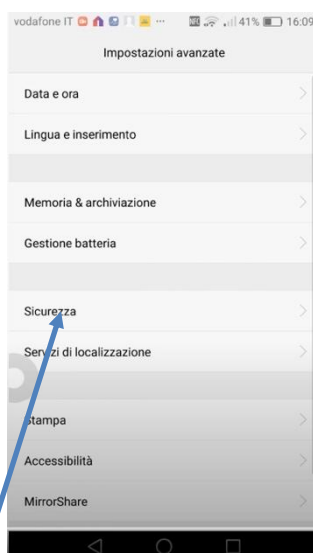 vodafone IT ... 41% 16:09
Impostazioni avanzate
Data e ora
Lingua e inserimento
Memoria & archiviazione
Gestione batteria
Sicurezza
Servizi di localizzazione
Stampa
Accessibilità
MirrorShare